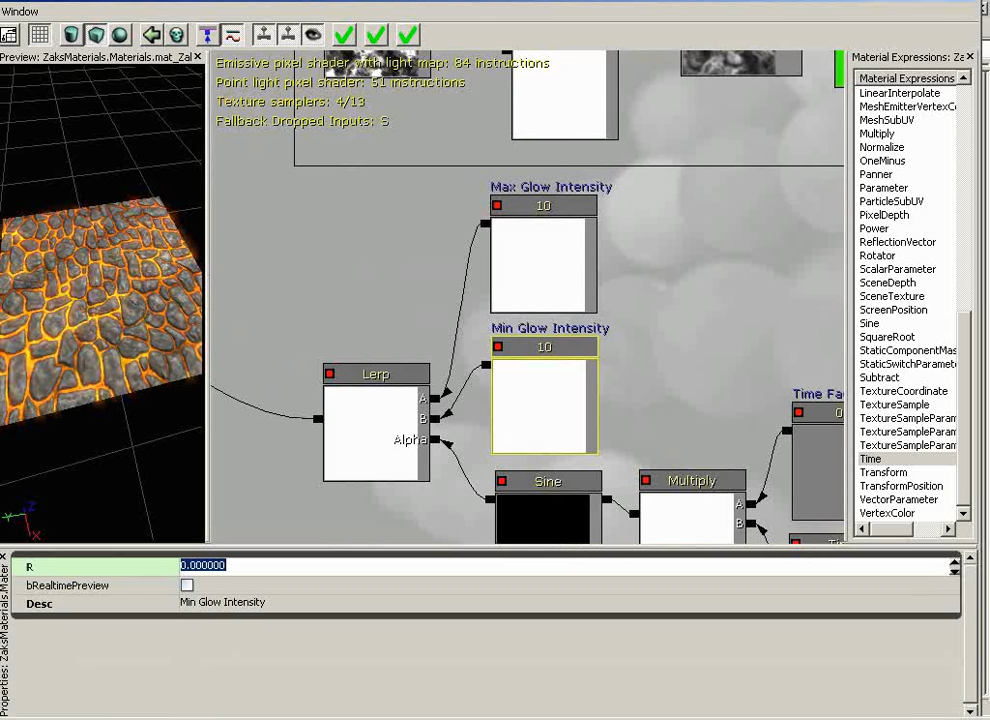 Window
Preview: ZaksMaterials.Materials.mat_Zal
Emissive pixel shader with light map: 84 instructions
Point light pixel shader: 51 instructions
Texture samplers: 4/13
Fallback Dropped Inputs: S
Max Glow Intensity
10
Min Glow Intensity
10
Lerp
A
B
Alpha
Sine
Multiply
A
B
Time Fa
0
Material Expressions: Za
Material Expressions
LinearInterpolate
MeshEmitterVertexCo
MeshSubUV
Multiply
Normalize
OneMinus
Panner
Parameter
ParticleSubUV
PixelDepth
Power
ReflectionVector
Rotator
ScalarParameter
SceneDepth
SceneTexture
ScreenPosition
Sine
SquareRoot
StaticComponentMas
StaticSwitchParamete
Subtract
TextureCoordinate
TextureSample
TextureSampleParam
TextureSampleParam
TextureSampleParam
Time
Transform
TransformPosition
VectorParameter
VertexColor
Z
Y
X
Properties: ZaksMaterials.Mater
R 0.000000
bRealtimePreview
Desc Min Glow Intensity